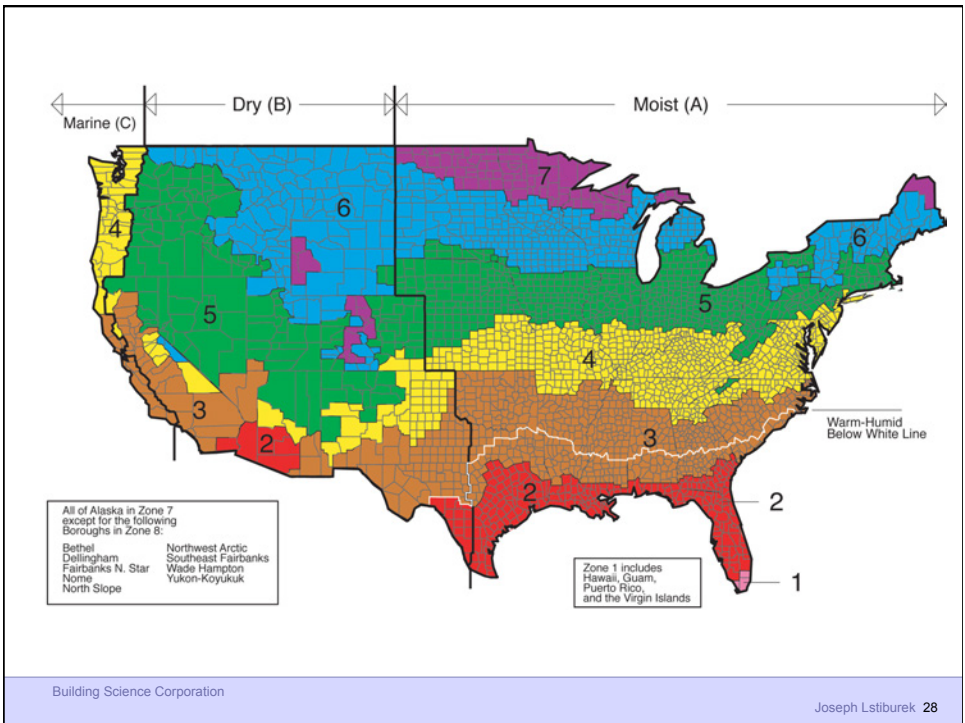 Marine (C)
Dry (B)
Moist (A)
7
6
4
6
5
5
4
3
3
Warm-Humid
Below White Line
2
2
2
1
All of Alaska in Zone 7
except for the following
Boroughs in Zone 8:
Bethel
Dellingham
Fairbanks N. Star
Nome
North Slope
Northwest Arctic
Southeast Fairbanks
Wade Hampton
Yukon-Koyukuk
Zone 1 includes
Hawaii, Guam,
Puerto Rico,
and the Virgin Islands
Building Science Corporation
Joseph Lstiburek 28